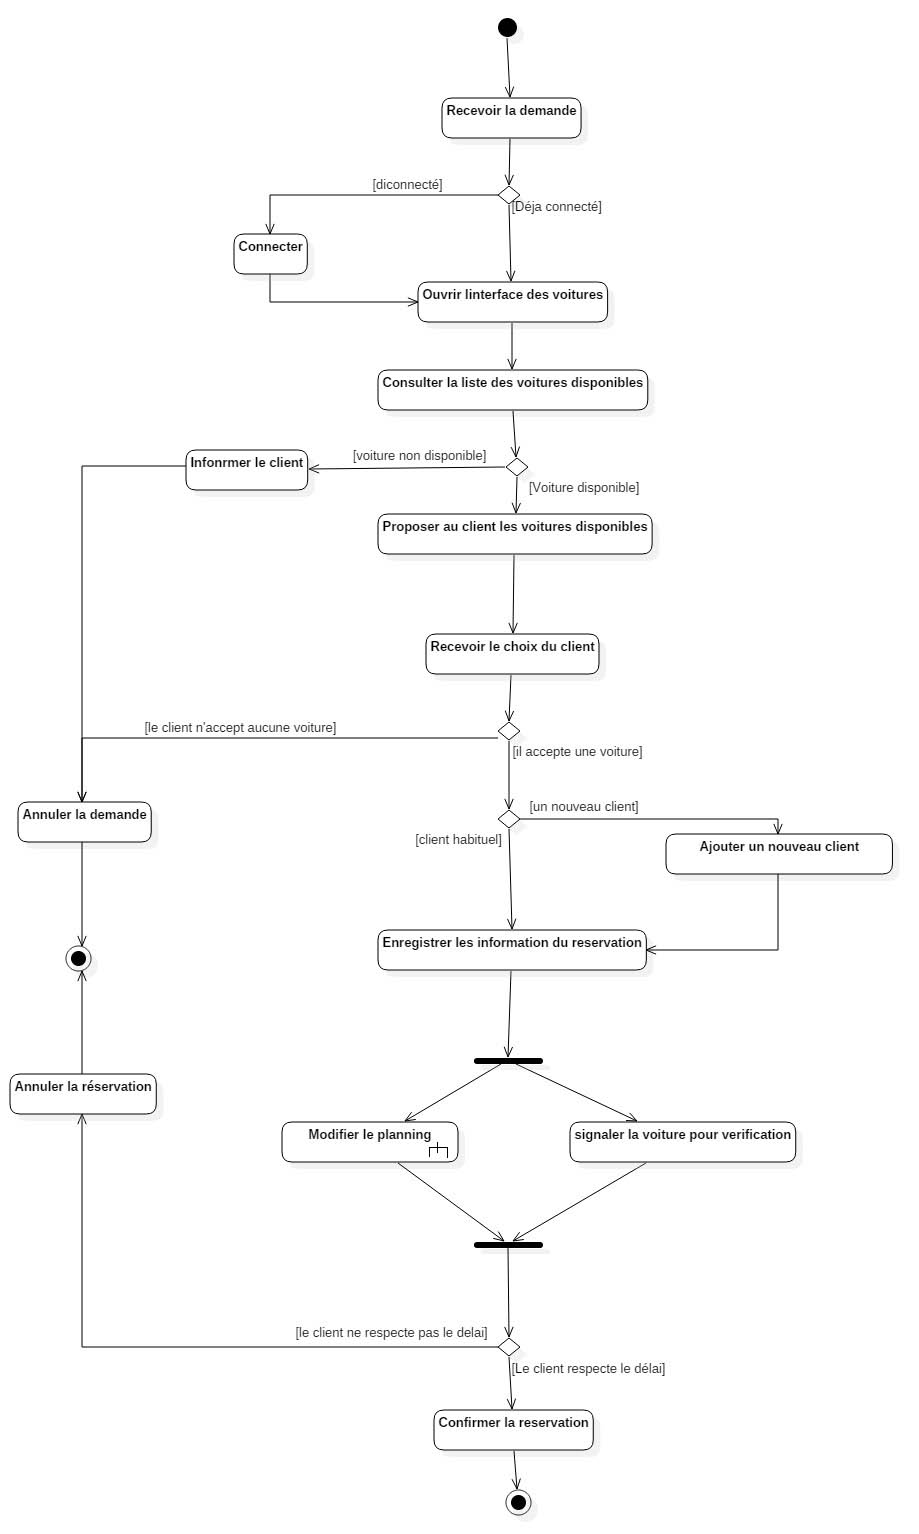 Recevoir la demande
[diconnecté]
[Déja connecté]
Connecter
Ouvrir linterface des voitures
Consulter la liste des voitures disponibles
[voiture non disponible]
Infonrmer le client
[Voiture disponible]
Proposer au client les voitures disponibles
Recevoir le choix du client
[le client n'accept aucune voiture]
[il accepte une voiture]
[un nouveau client]
Annuler la demande
[client habituel]
Ajouter un nouveau client
Enregistrer les information du reservation
Annuler la réservation
Modifier le planning
signaler la voiture pour verification
[le client ne respecte pas le delai]
[Le client respecte le délai]
Confirmer la reservation